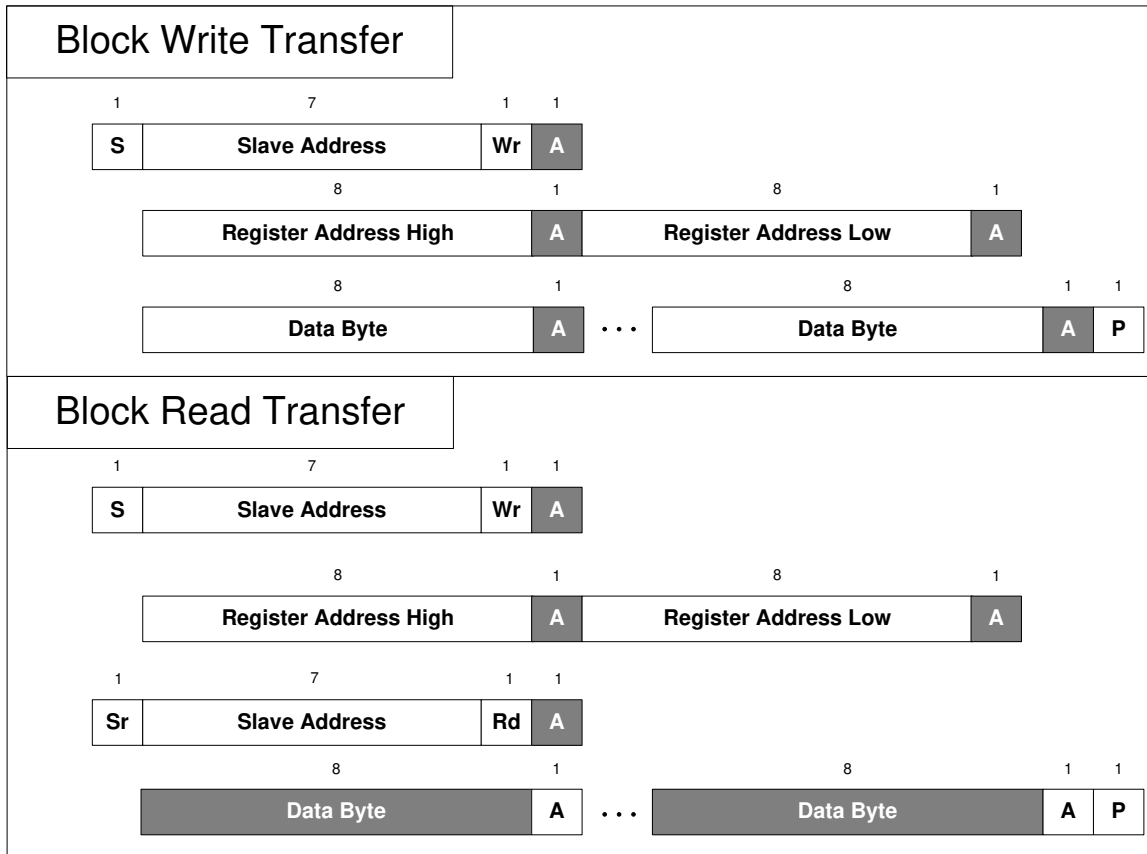 Block Write Transfer
1 7 1 1
S Slave Address Wr A
8 1 8 1
Register Address High A Register Address Low A
8 1 8 1 1
Data Byte A ... Data Byte A P
Block Read Transfer
1 7 1 1
S Slave Address Wr A
8 1 8 1
Register Address High A Register Address Low A
1 7 1 1
Sr Slave Address Rd A
8 1 8 1 1
Data Byte A ... Data Byte A P